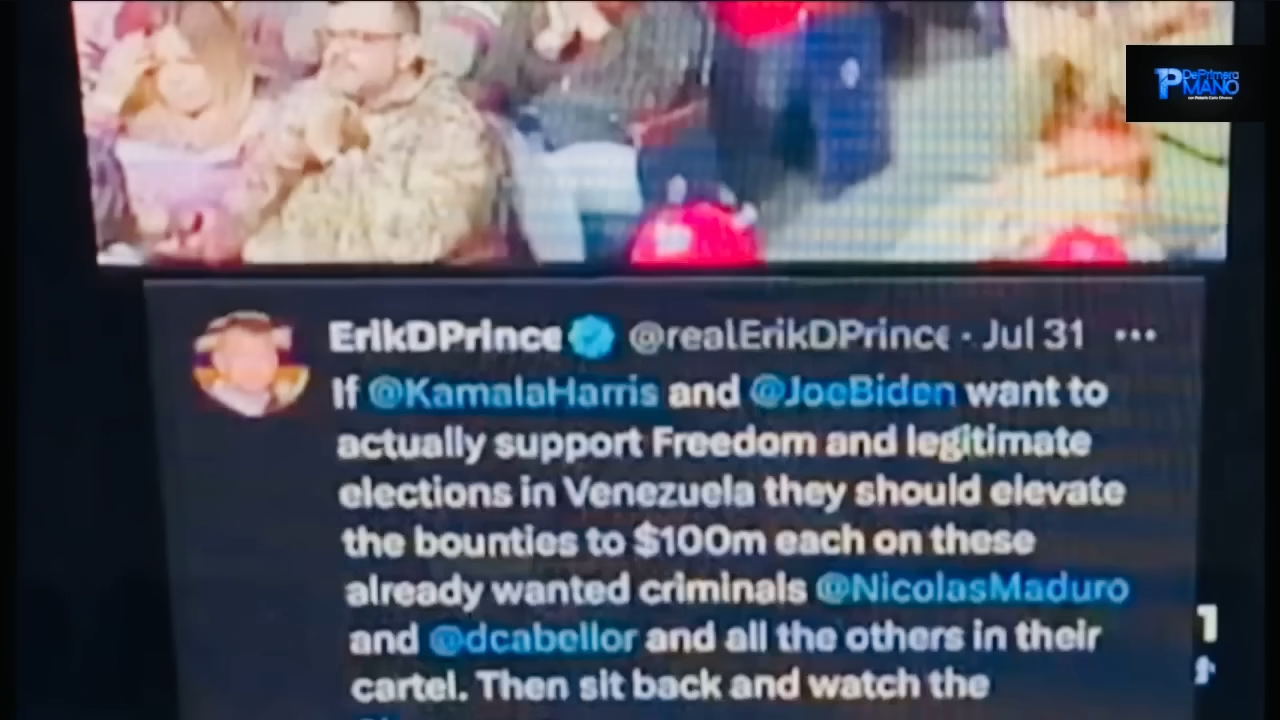 DePrimera
MANO
ErikDPrince @realErikDPrince · Jul 31 ...
If @KamalaHarris and @JoeBiden want to
actually support Freedom and legitimate
elections in Venezuela they should elevate
the bounties to $100m each on these
already wanted criminals @NicolasMaduro
and @dcabellor and all the others in their
cartel. Then sit back and watch the
1